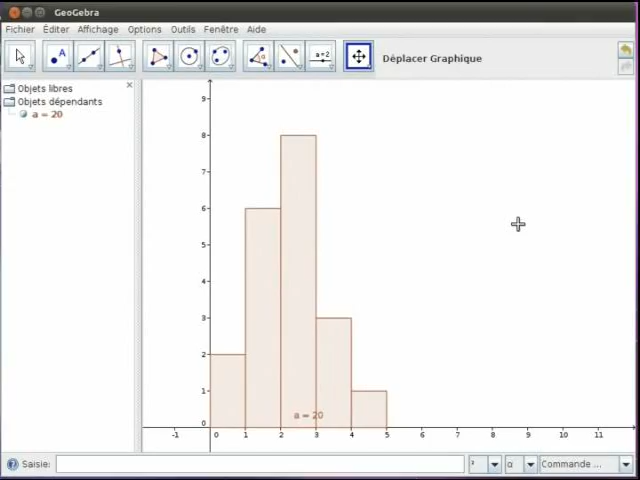 GeoGebra
Fichier Éditer Affichage Options Outils Fenêtre Aide
A α a=2 Déplacer Graphique
Objets libres
Objets dépendants
a = 20
9
8
7
6
5
4
3
2
1
0
a = 20
-1 0 1 2 3 4 5 6 7 8 9 10 11
Saisie: ² α Commande ...